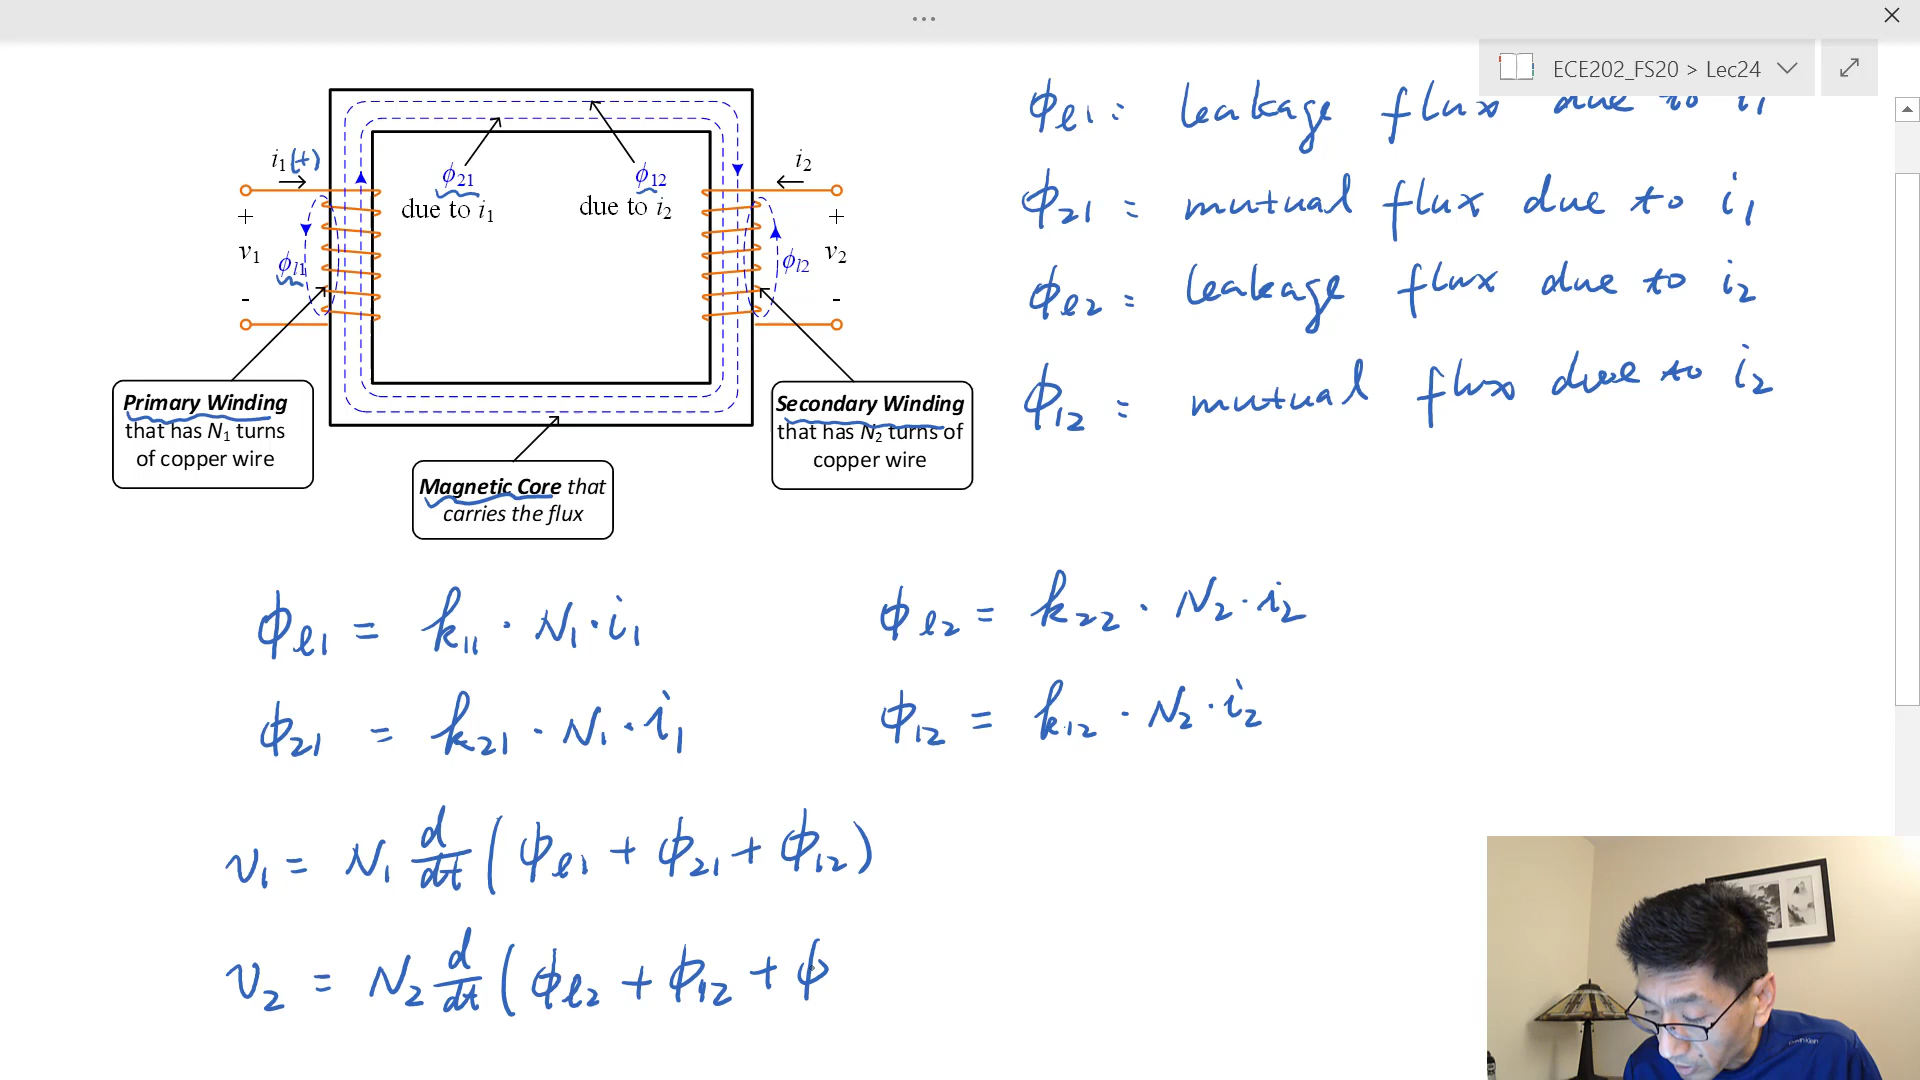 ECE202_FS20 > Lec24
ϕℓ1: leakage flux due to i1
ϕ21 = mutual flux due to i1
ϕℓ2 = leakage flux due to i2
ϕ12 = mutual flux due to i2
i1(t)
i2
ϕ21
due to i1
ϕ12
due to i2
+
v1
-
ϕl1
+
v2
-
ϕl2
Primary Winding
that has N1 turns
of copper wire
Secondary Winding
that has N2 turns of
copper wire
Magnetic Core that
carries the flux
ϕℓ1 = k11 · N1 · i1
ϕℓ2 = k22 · N2 · i2
ϕ21 = k21 · N1 · i1
ϕ12 = k12 · N2 · i2
v1 = N1 d/dt (ϕℓ1 + ϕ21 + ϕ12)
v2 = N2 d/dt (ϕℓ2 + ϕ12 + ϕ